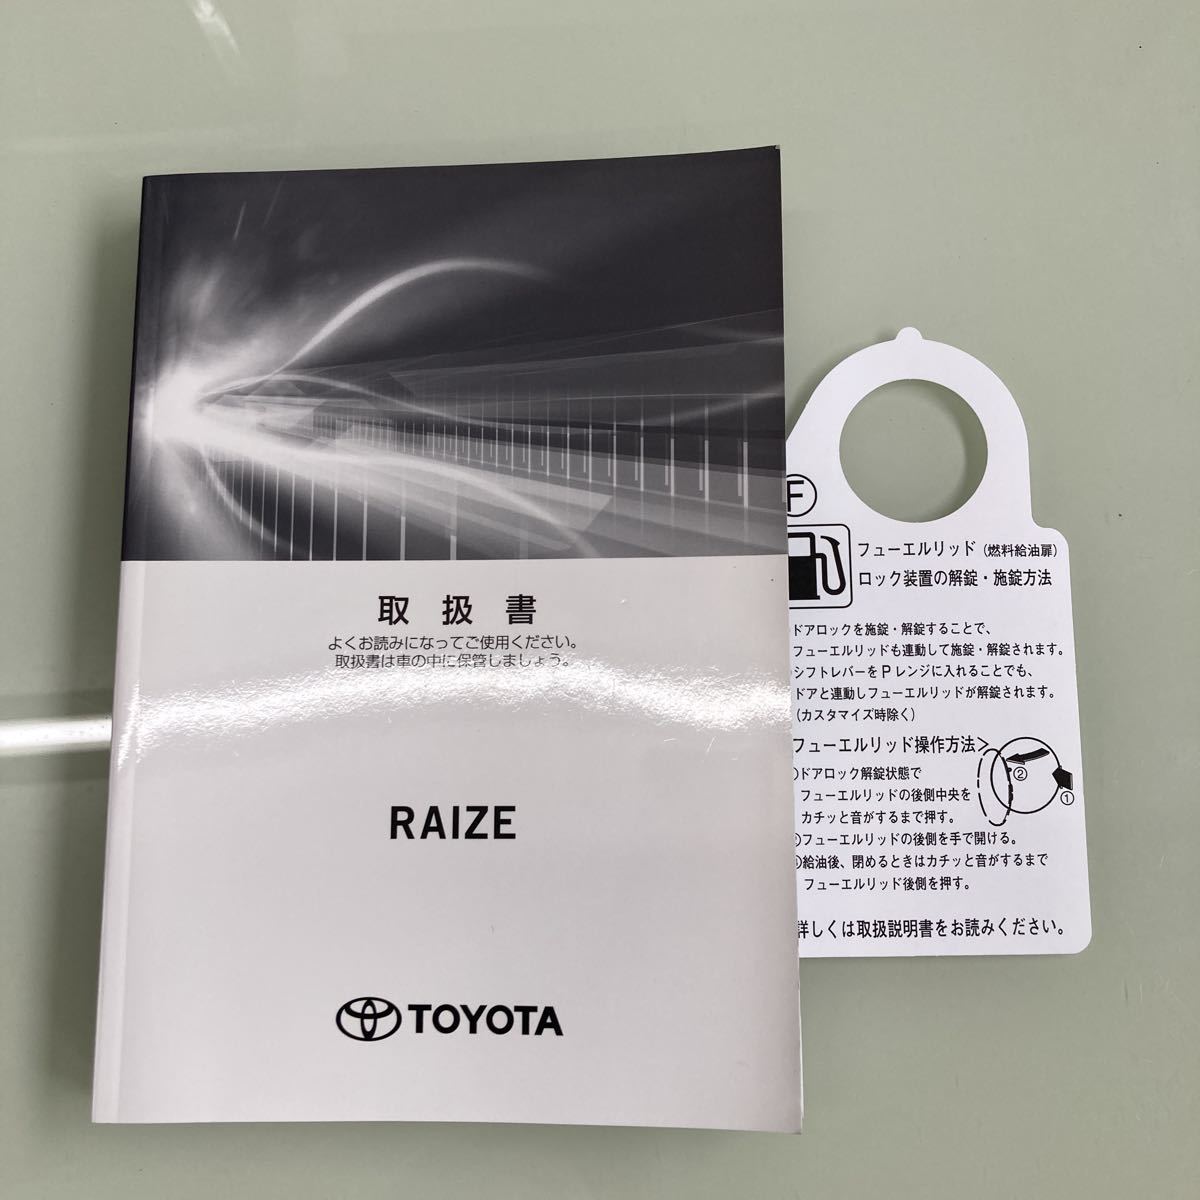 取扱書
よくお読みになってご使用ください。
取扱書は車の中に保管しましょう。
RAIZE
TOYOTA
F
フューエルリッド（燃料給油扉）
ロック装置の解錠・施錠方法
ドアロックを施錠・解錠することで、
フューエルリッドも連動して施錠・解錠されます。
シフトレバーをPレンジに入れることでも、
ドアと連動しフューエルリッドが解錠されます。
（カスタマイズ時除く）
フューエルリッド操作方法＞
ドアロック解錠状態で
フューエルリッドの後側中央を
カチッと音がするまで押す。
フューエルリッドの後側を手で開ける。
給油後、閉めるときはカチッと音がするまで
フューエルリッド後側を押す。
②
①
詳しくは取扱説明書をお読みください。